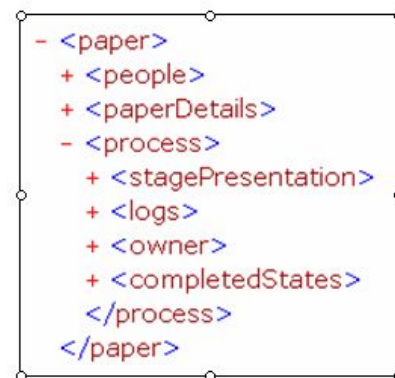 - <paper>
+ <people>
+ <paperDetails>
- <process>
+ <stagePresentation>
+ <logs>
+ <owner>
+ <completedStates>
</process>
</paper>